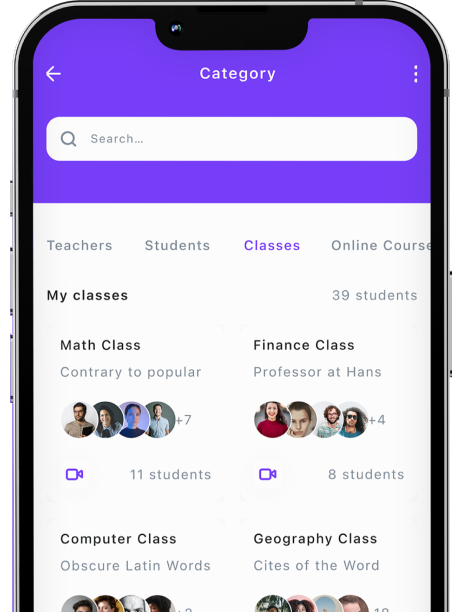 Category
Search...
Teachers Students Classes Online Course
My classes 39 students
Math Class Finance Class
Contrary to popular Professor at Hans
+7 +4
11 students 8 students
Computer Class Geography Class
Obscure Latin Words Cites of the Word